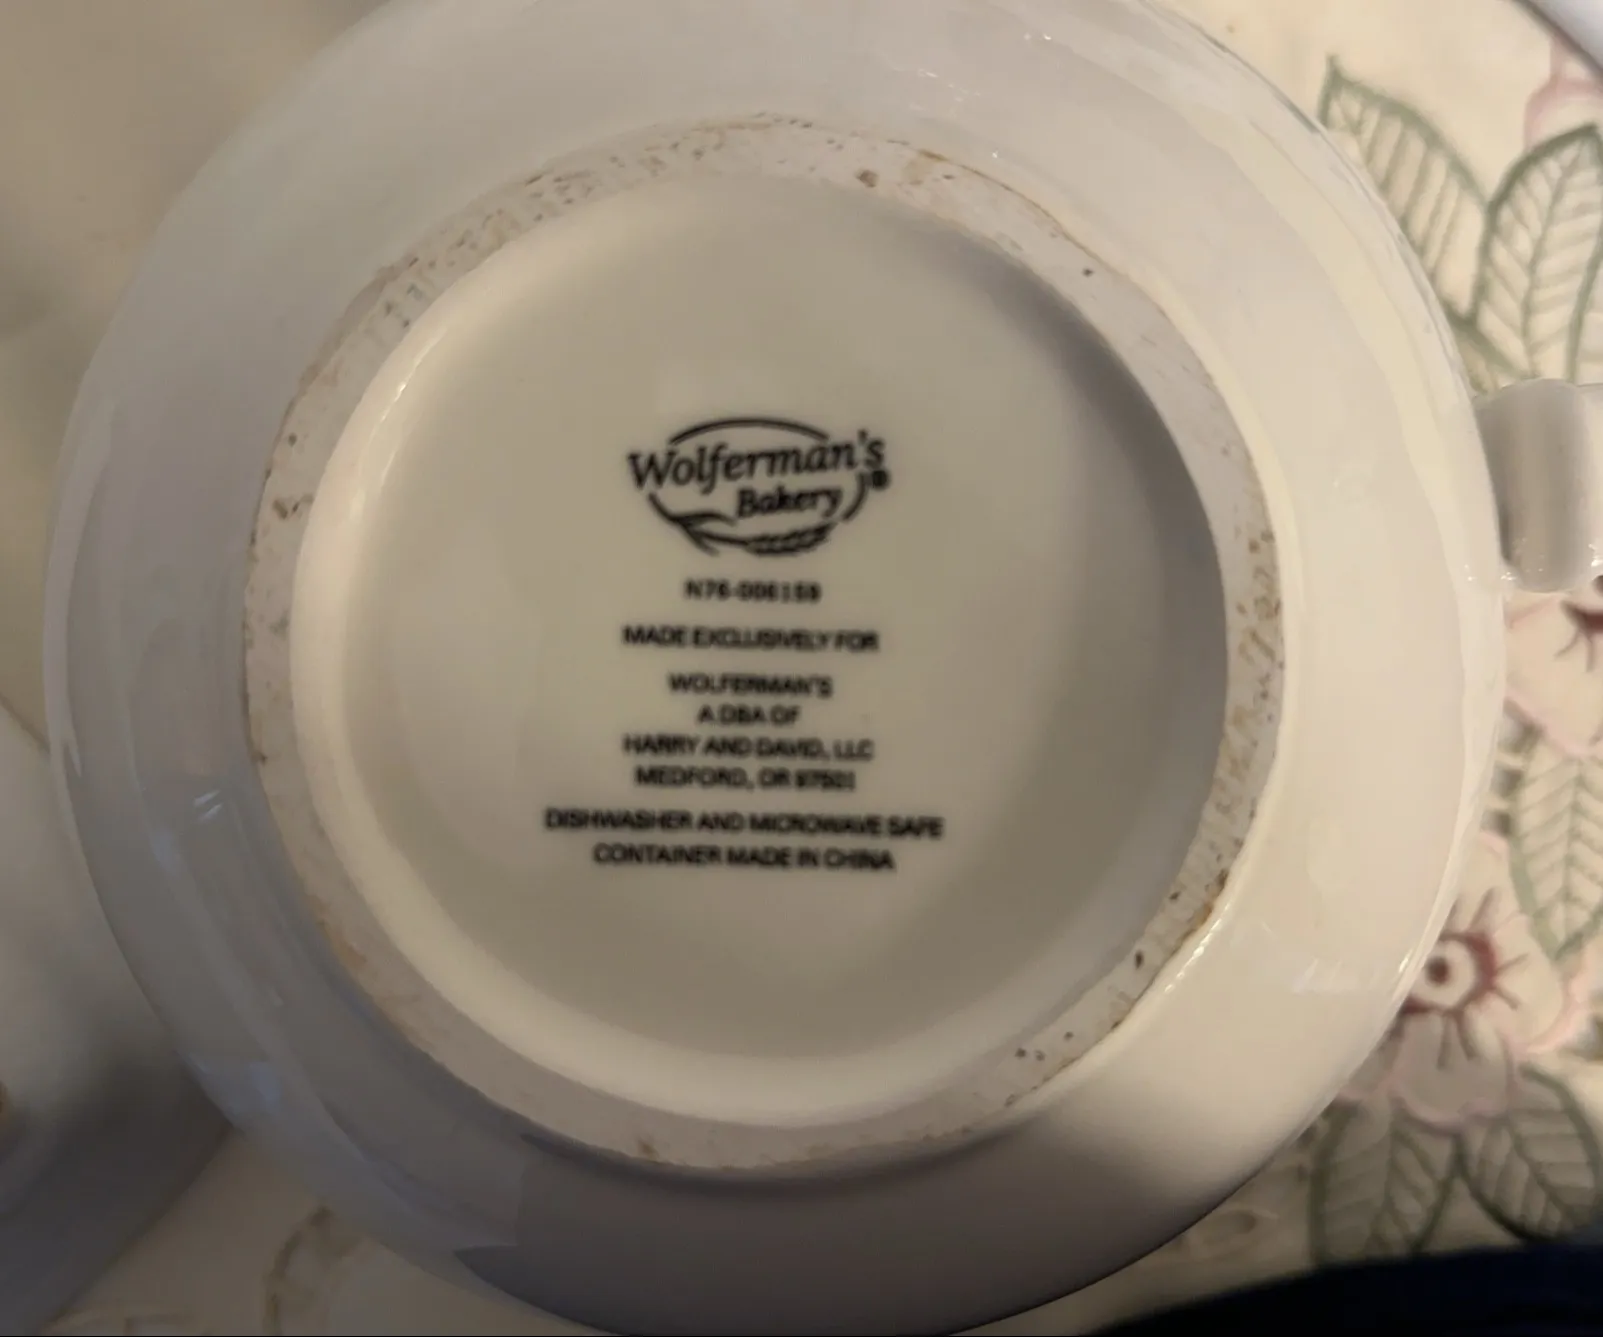 Wolferman's
Bakery®
N76-006159
MADE EXCLUSIVELY FOR
WOLFERMAN'S
A DBA OF
HARRY AND DAVID, LLC
MEDFORD, OR 97501
DISHWASHER AND MICROWAVE SAFE
CONTAINER MADE IN CHINA